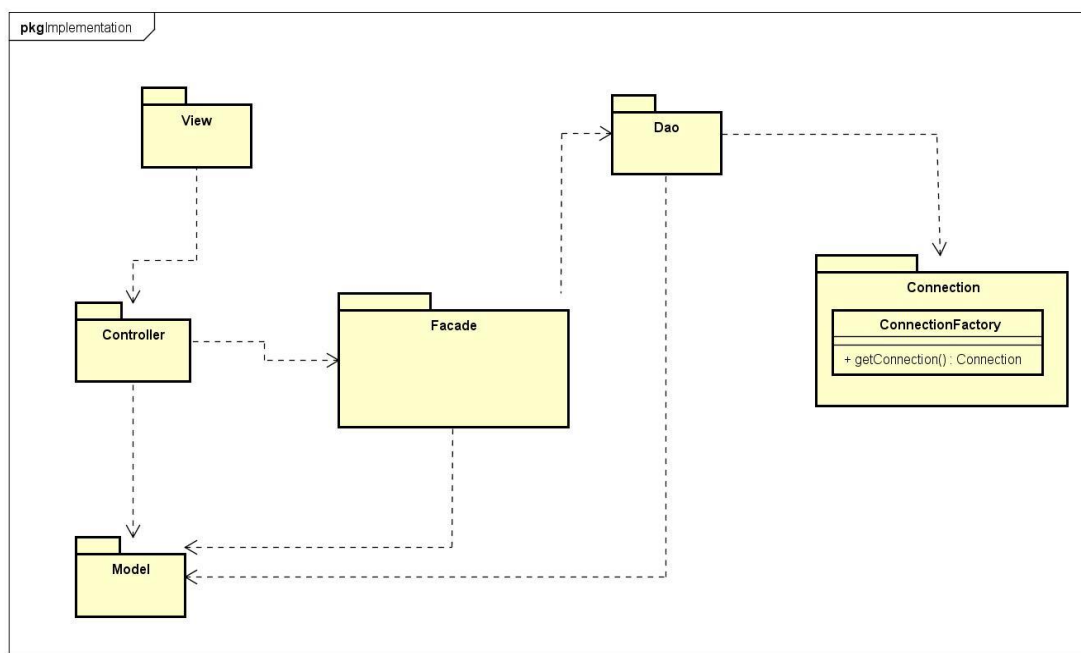 pkgImplementation
View
Dao
Connection
ConnectionFactory
+ getConnection() : Connection
Controller
Facade
Model